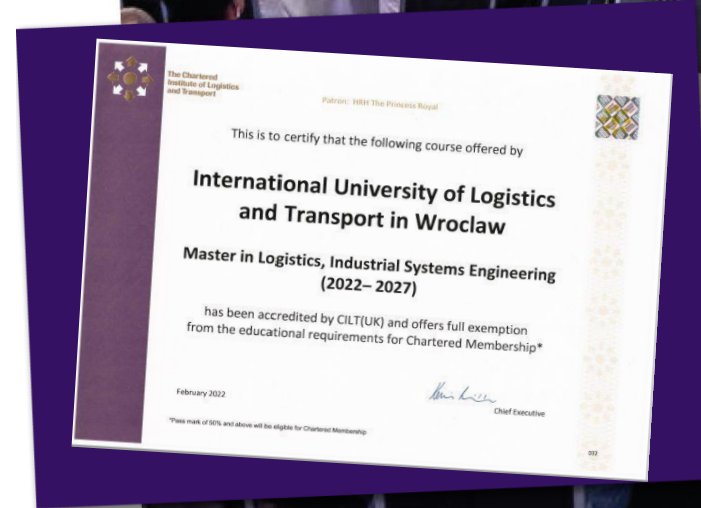 The Chartered
Institute of Logistics
and Transport
Patron: HRH The Princess Royal
This is to certify that the following course offered by
International University of Logistics
and Transport in Wroclaw
Master in Logistics, Industrial Systems Engineering
(2022– 2027)
has been accredited by CILT(UK) and offers full exemption
from the educational requirements for Chartered Membership*
February 2022
Chief Executive
*Pass mark of 50% and above will be eligible for Chartered Membership